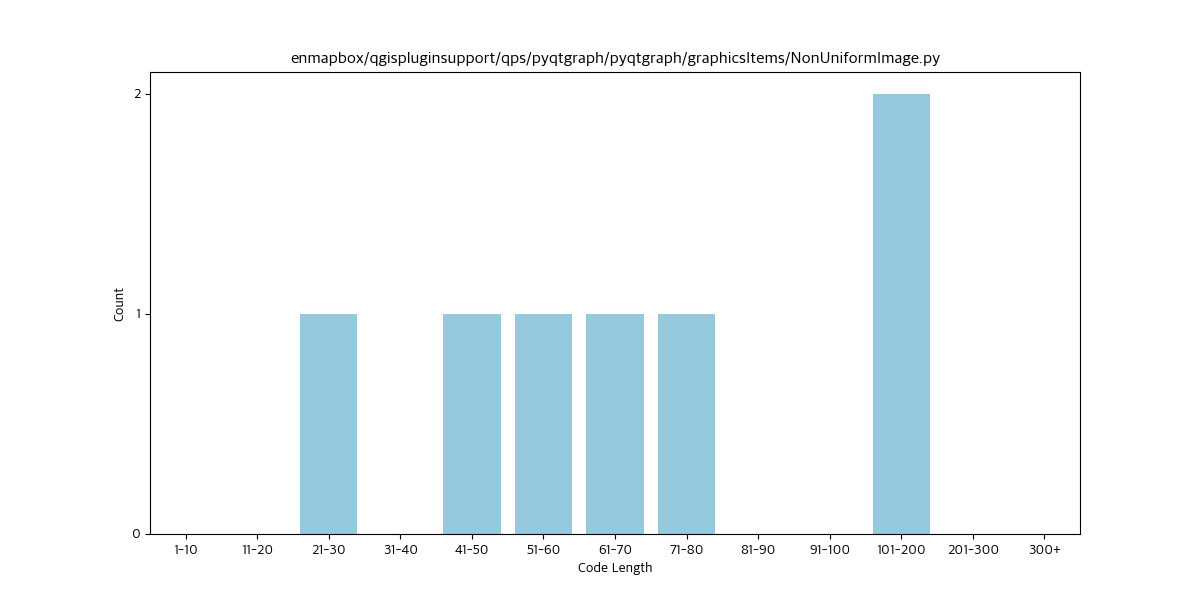 enmapbox/qgispluginsupport/qps/pyqtgraph/pyqtgraph/graphicsItems/NonUniformImage.py
2
1
0
Count
1-10 11-20 21-30 31-40 41-50 51-60 61-70 71-80 81-90 91-100 101-200 201-300 300+
Code Length